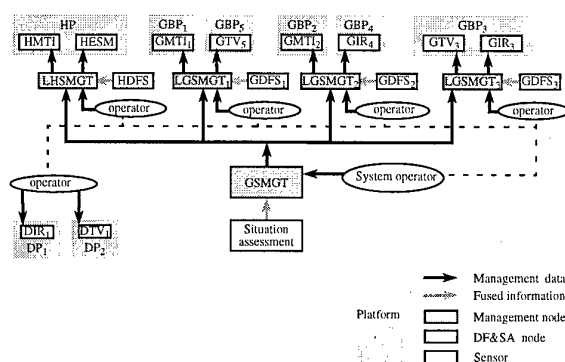 HP GBP1 GBP5 GBP2 GBP4 GBP3
HMTI HESM GMTI1 GTV5 GMTI2 GIR4 GTV3 GIR3
LHSMGT HDFS LGSMGT1 GDFS1 LGSMGT2 GDFS2 LGSMGT3 GDFS3
operator operator operator operator
operator
GSMGT
System operator
Situation
assessment
DIR1 DTV1
DP1 DP2
Management data
Fused information
Platform
Management node
DF&SA node
Sensor